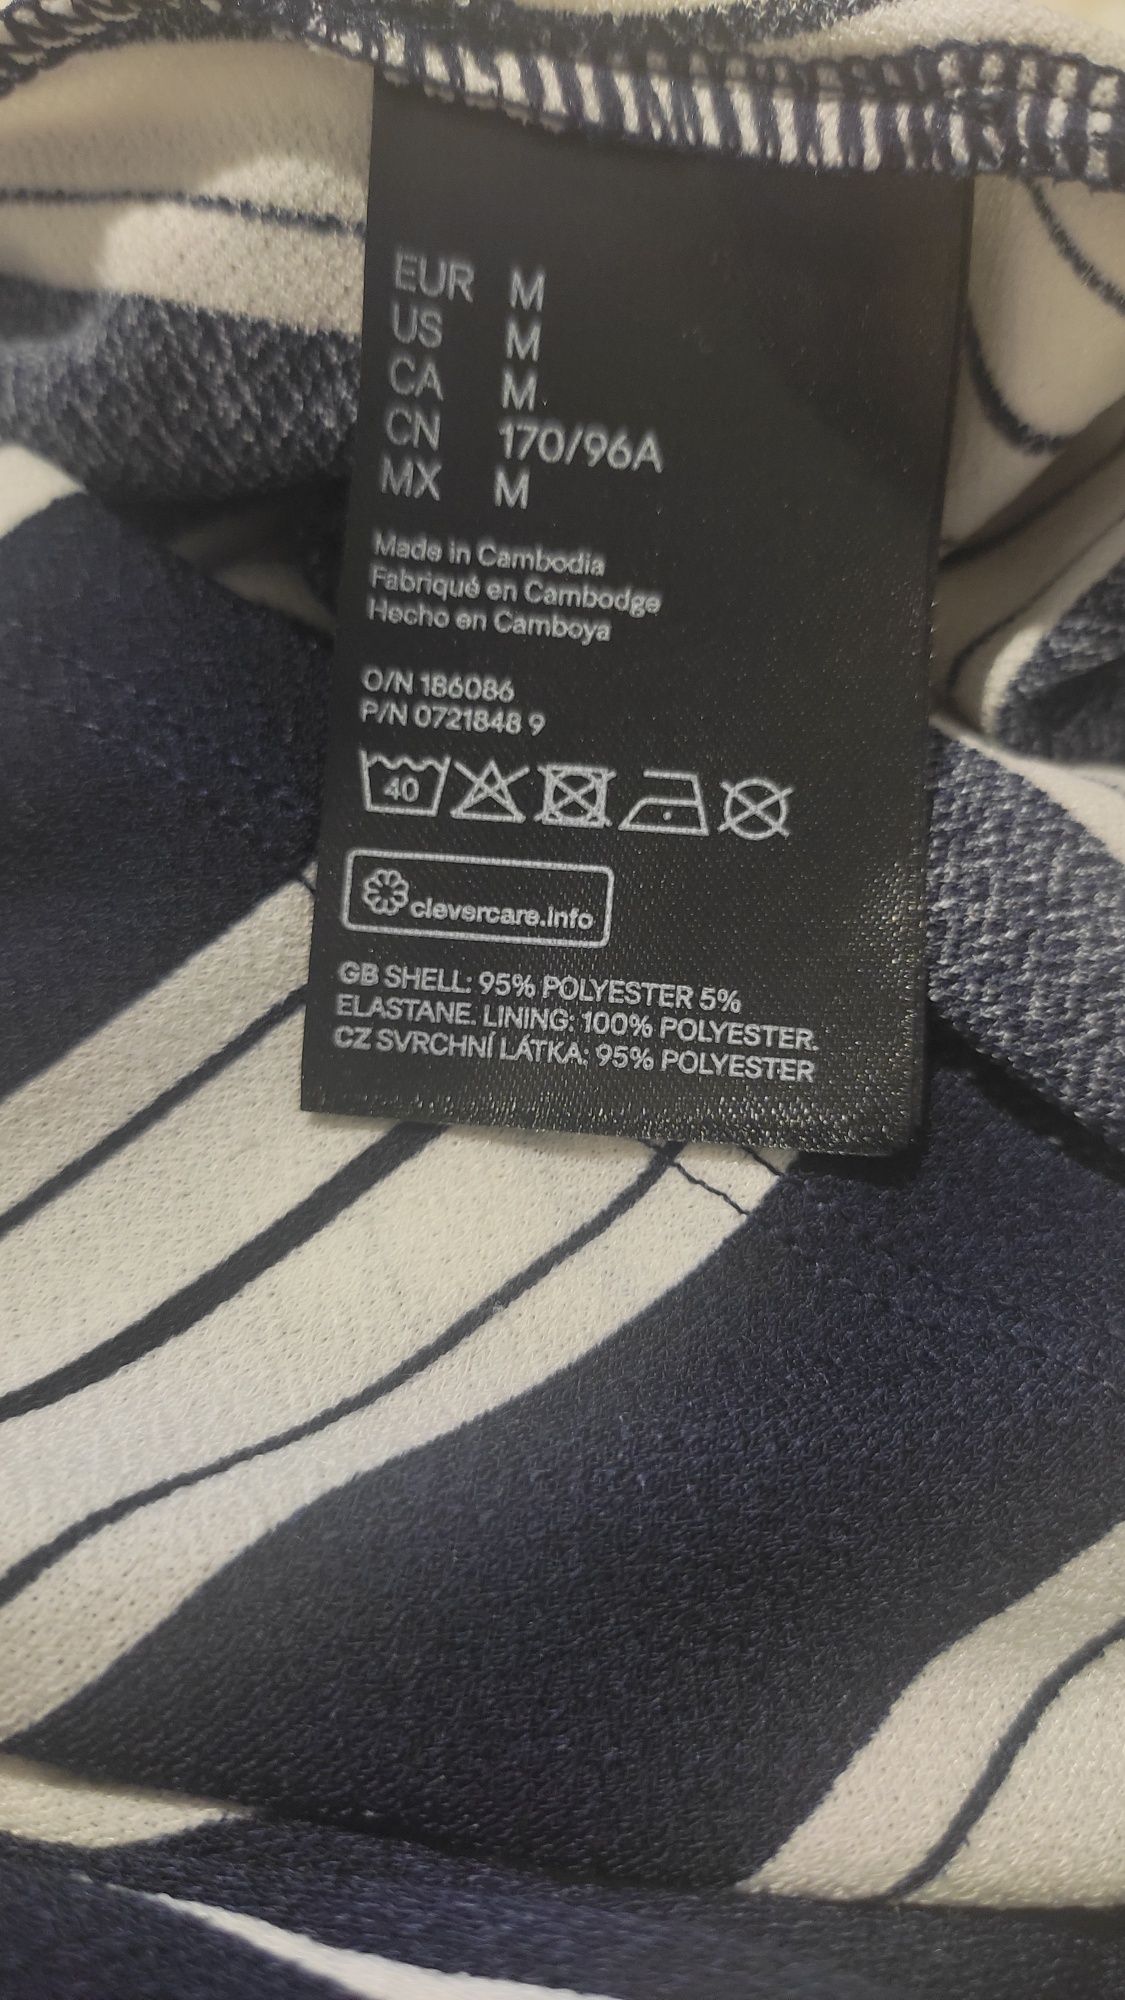 EUR M
US M
CA M
CN 170/96A
MX M
Made in Cambodia
Fabriqué en Cambodge
Hecho en Camboya
O/N 186086
P/N 0721848 9
40
clevercare.info
GB SHELL: 95% POLYESTER 5%
ELASTANE. LINING: 100% POLYESTER.
CZ SVRCHNÍ LÁTKA: 95% POLYESTER